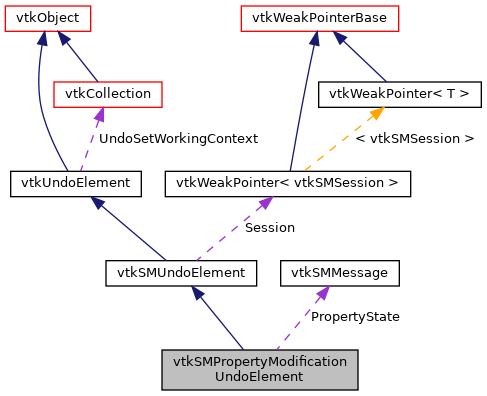 vtkObject
vtkWeakPointerBase
vtkCollection
vtkWeakPointer< T >
UndoSetWorkingContext
< vtkSMSession >
vtkUndoElement
vtkWeakPointer< vtkSMSession >
Session
vtkSMUndoElement
vtkSMMessage
PropertyState
vtkSMPropertyModification
UndoElement